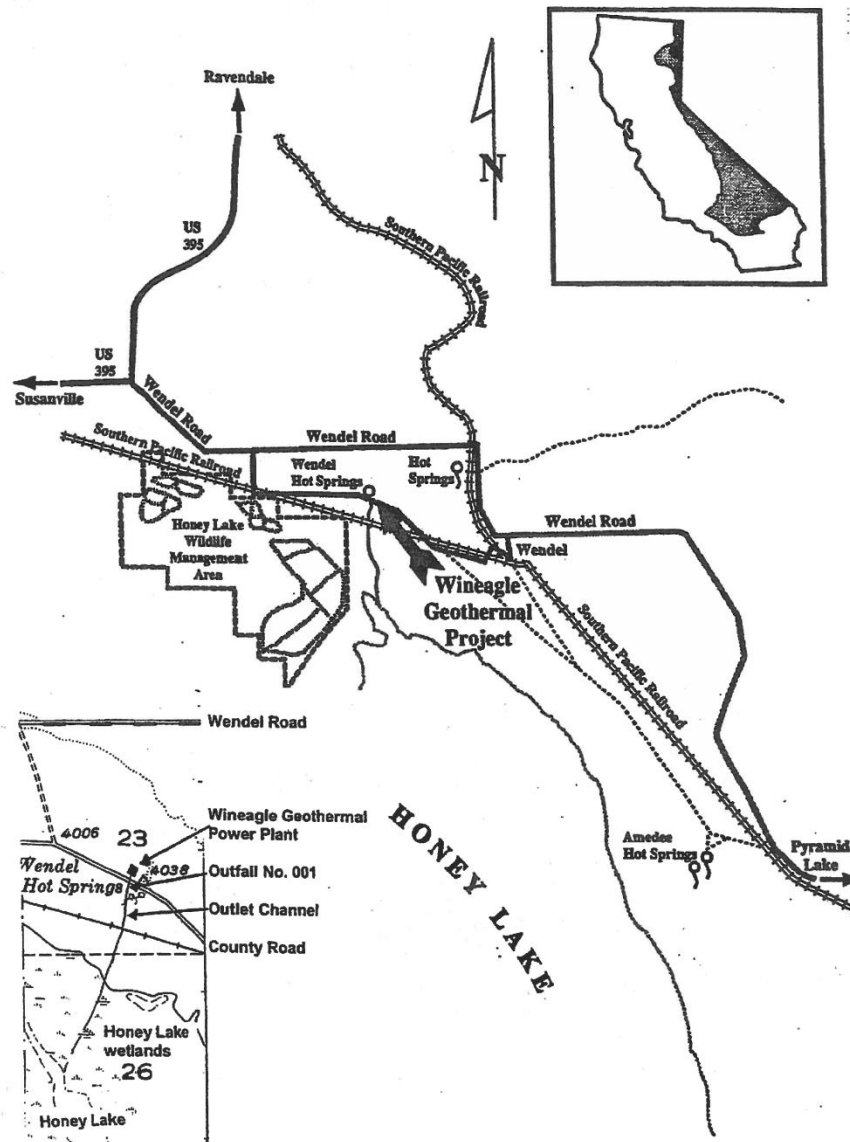 Ravendale
N
US
395
Southern Pacific Railroad
US
395
Susanville
Wendel Road
Southern Pacific Railroad
Wendel Road
Wendel
Hot Springs
Hot
Springs
Honey Lake
Wildlife
Management
Area
Wendel Road
Wendel
Wineagle
Geothermal
Project
Southern Pacific Railroad
HONEY LAKE
Amedee
Hot Springs
Pyramid
Lake
Wendel Road
4006
23
Wineagle Geothermal
Power Plant
Wendel
Hot Springs
4038
Outfall No. 001
Outlet Channel
County Road
Honey Lake
wetlands
26
Honey Lake